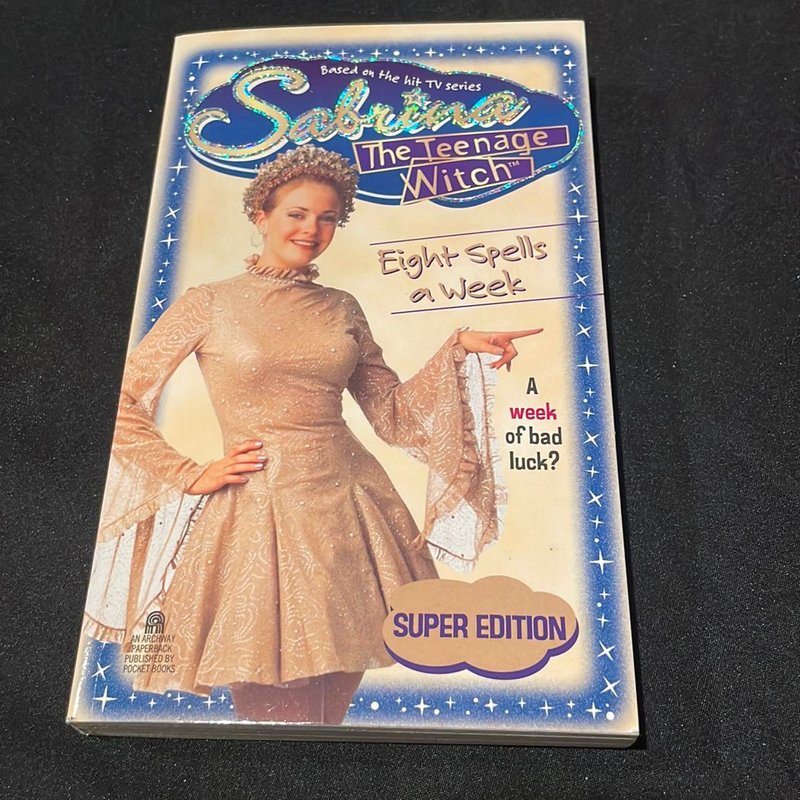 Based on the hit TV series
Sabrina
The Teenage
Witch™
Eight Spells
a Week
A
week
of bad
luck?
SUPER EDITION
AN ARCHWAY
PAPERBACK
PUBLISHED BY
POCKET BOOKS